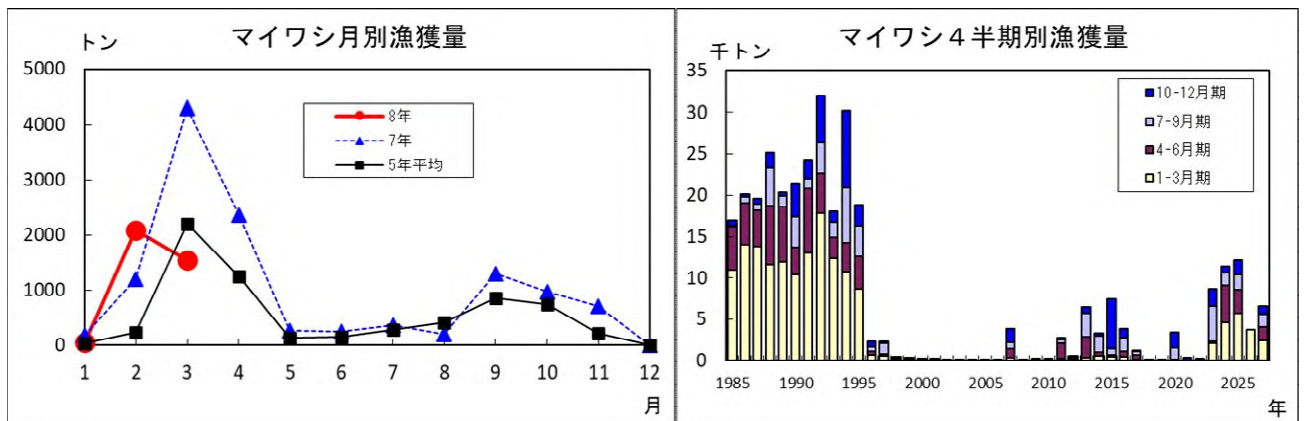 マイワシ月別漁獲量
トン
5000
4000
3000
2000
1000
0
8年
7年
5年平均
1 2 3 4 5 6 7 8 9 10 11 12
月
マイワシ４半期別漁獲量
千トン
35
30
25
20
15
10
5
0
10-12月期
7-9月期
4-6月期
1-3月期
1985 1990 1995 2000 2005 2010 2015 2020 2025
年